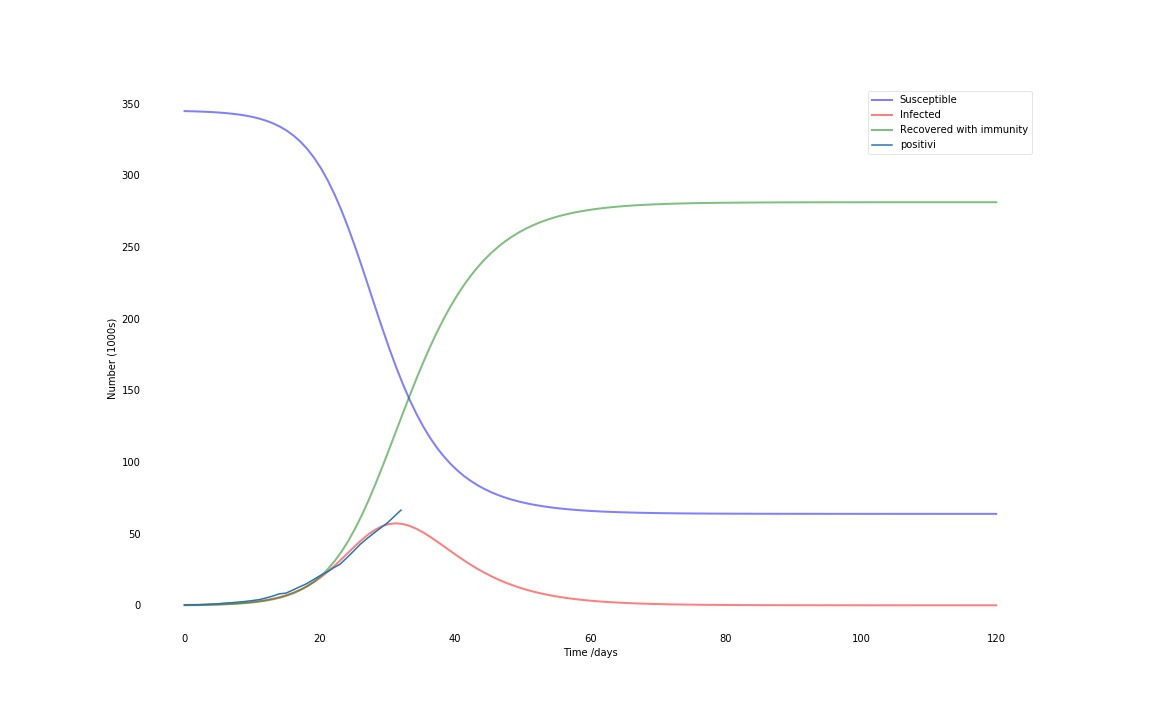 350
300
250
200
150
100
50
0
Number (1000s)
0 20 40 60 80 100 120
Time /days
Susceptible
Infected
Recovered with immunity
positivi